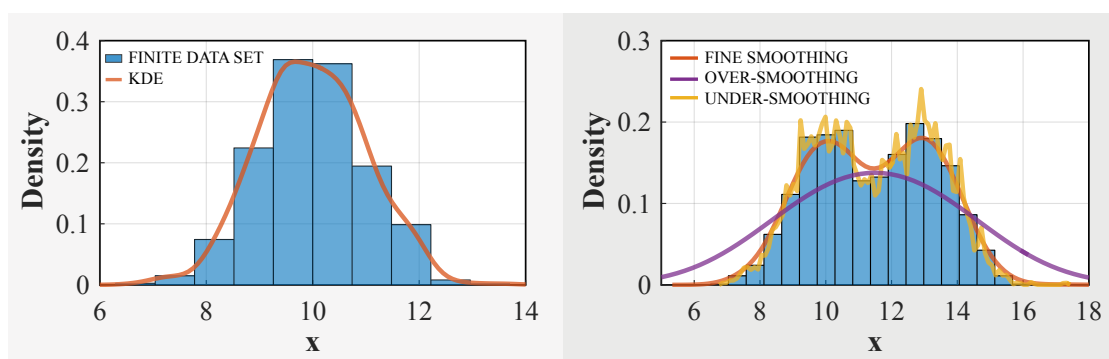 0.4
0.3
0.2
0.1
0
Density
FINITE DATA SET
KDE
6 8 10 12 14
x
0.3
0.2
0.1
0
Density
FINE SMOOTHING
OVER-SMOOTHING
UNDER-SMOOTHING
6 8 10 12 14 16 18
x